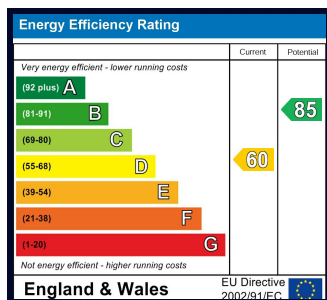 Energy Efficiency Rating
Current Potential
Very energy efficient - lower running costs
(92 plus) A
(81-91) B
85
(69-80) C
(55-68) D
60
(39-54) E
(21-38) F
(1-20) G
Not energy efficient - higher running costs
England & Wales
EU Directive
2002/91/EC